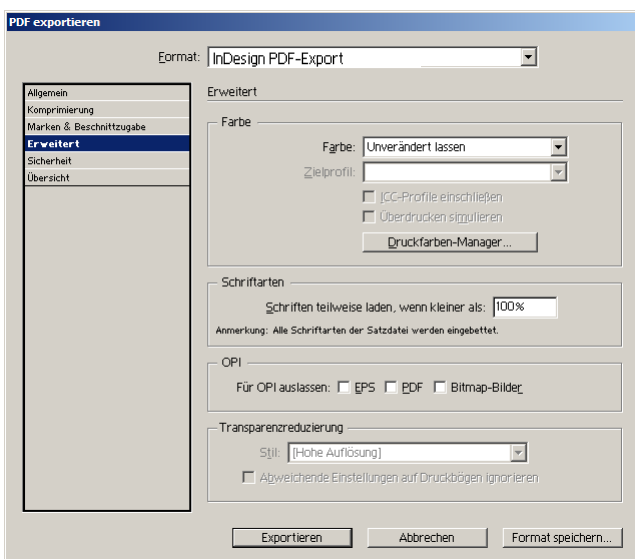 PDF exportieren
Format: InDesign PDF-Export
Allgemein
Komprimierung
Marken & Beschnittzugabe
Erweitert
Sicherheit
Übersicht
Erweitert
Farbe
Farbe: Unverändert lassen
Zielprofil:
ICC-Profile einschließen
Überdrucken simulieren
Druckfarben-Manager...
Schriftarten
Schriften teilweise laden, wenn kleiner als: 100%
Anmerkung: Alle Schriftarten der Satzdatei werden eingebettet.
OPI
Für OPI auslassen: EPS PDF Bitmap-Bilder
Transparenzreduzierung
Stil: [Hohe Auflösung]
Abweichende Einstellungen auf Druckbögen ignorieren
Exportieren Abbrechen Format speichern...